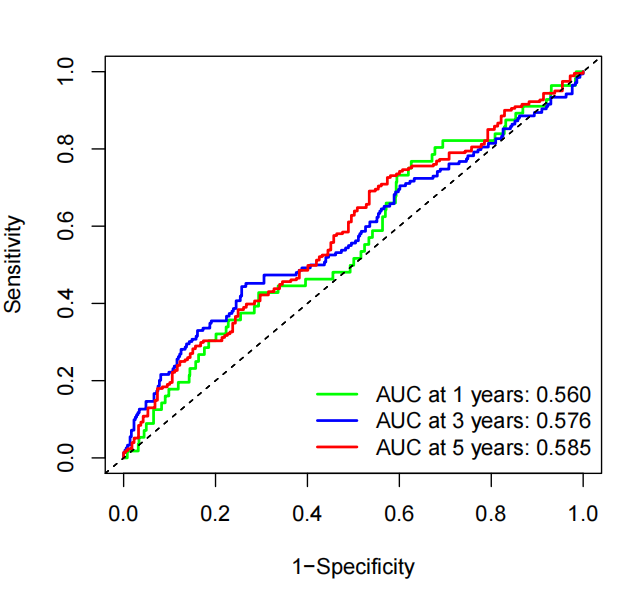 Sensitivity
1.0
0.8
0.6
0.4
0.2
0.0
AUC at 1 years: 0.560
AUC at 3 years: 0.576
AUC at 5 years: 0.585
0.0 0.2 0.4 0.6 0.8 1.0
1−Specificity